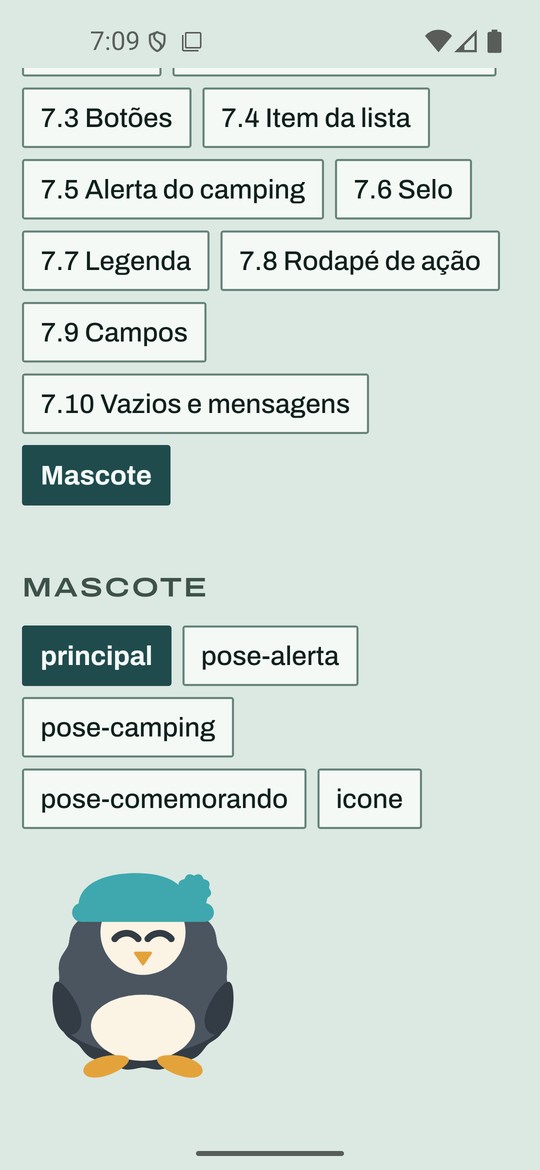 7:09
7.3 Botões 7.4 Item da lista
7.5 Alerta do camping 7.6 Selo
7.7 Legenda 7.8 Rodapé de ação
7.9 Campos
7.10 Vazios e mensagens
Mascote
MASCOTE
principal pose-alerta
pose-camping
pose-comemorando icone